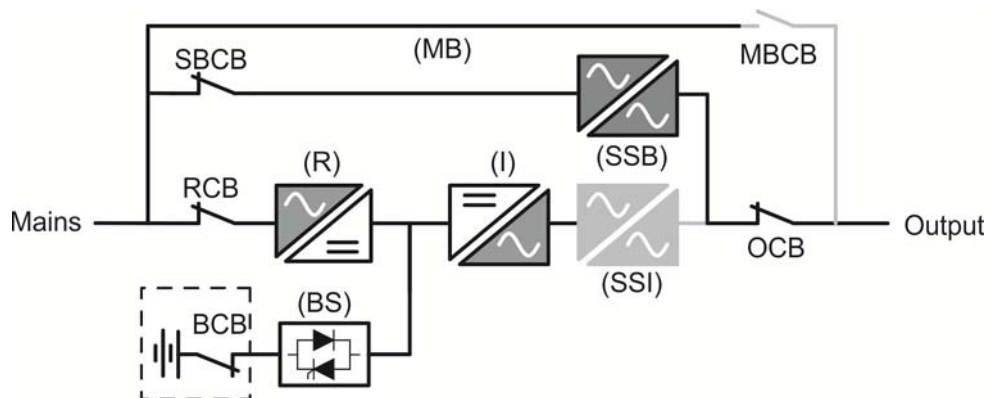 (MB)
MBCB
SBCB
(SSB)
(R)
(I)
RCB
Mains
Output
OCB
(SSI)
(BS)
BCB